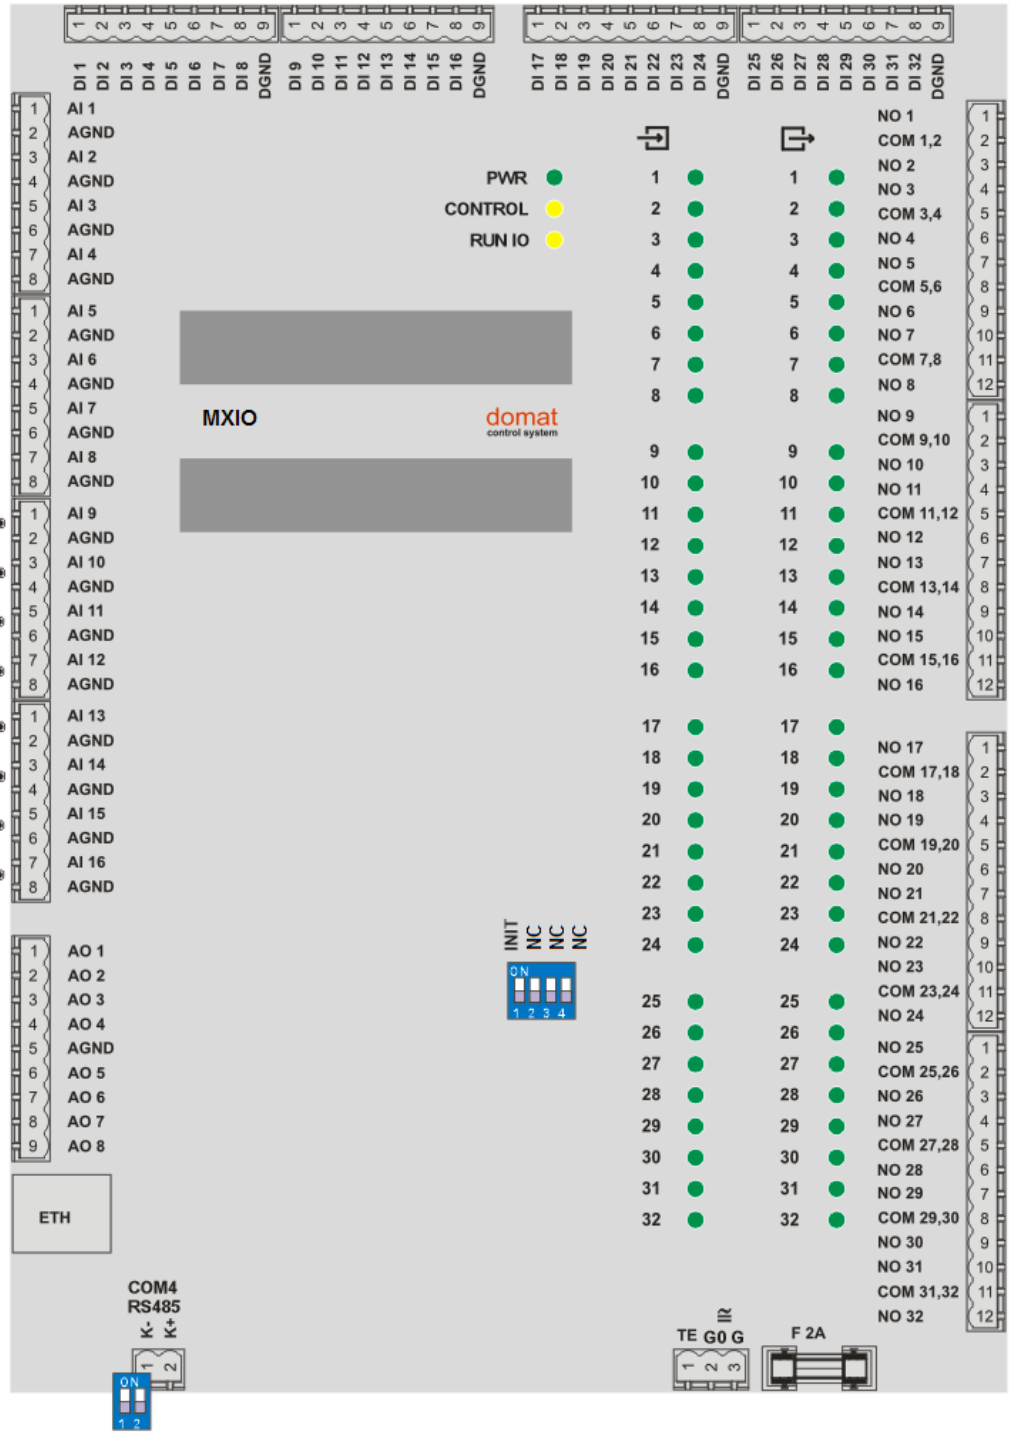 1 2 3 4 5 6 7 8 9 1 2 3 4 5 6 7 8 9 1 2 3 4 5 6 7 8 9 1 2 3 4 5 6 7 8 9
DI 1 DI 2 DI 3 DI 4 DI 5 DI 6 DI 7 DI 8 DGND DI 9 DI 10 DI 11 DI 12 DI 13 DI 14 DI 15 DI 16 DGND DI 17 DI 18 DI 19 DI 20 DI 21 DI 22 DI 23 DI 24 DGND DI 25 DI 26 DI 27 DI 28 DI 29 DI 30 DI 31 DI 32 DGND
1 AI 1
2 AGND
3 AI 2
4 AGND
5 AI 3
6 AGND
7 AI 4
8 AGND
1 AI 5
2 AGND
3 AI 6
4 AGND
5 AI 7
6 AGND
7 AI 8
8 AGND
1 AI 9
2 AGND
3 AI 10
4 AGND
5 AI 11
6 AGND
7 AI 12
8 AGND
1 AI 13
2 AGND
3 AI 14
4 AGND
5 AI 15
6 AGND
7 AI 16
8 AGND
1 AO 1
2 AO 2
3 AO 3
4 AO 4
5 AGND
6 AO 5
7 AO 6
8 AO 7
9 AO 8
ETH
COM4
RS485
K- K+
1 2
ON
1 2
PWR
CONTROL
RUN IO
MXIO
domat
control system
INIT NC NC NC
ON
1 2 3 4
1 1
2 2
3 3
4 4
5 5
6 6
7 7
8 8
9 9
10 10
11 11
12 12
13 13
14 14
15 15
16 16
17 17
18 18
19 19
20 20
21 21
22 22
23 23
24 24
25 25
26 26
27 27
28 28
29 29
30 30
31 31
32 32
NO 1 1
COM 1,2 2
NO 2 3
NO 3 4
COM 3,4 5
NO 4 6
NO 5 7
COM 5,6 8
NO 6 9
NO 7 10
COM 7,8 11
NO 8 12
NO 9 1
COM 9,10 2
NO 10 3
NO 11 4
COM 11,12 5
NO 12 6
NO 13 7
COM 13,14 8
NO 14 9
NO 15 10
COM 15,16 11
NO 16 12
NO 17 1
COM 17,18 2
NO 18 3
NO 19 4
COM 19,20 5
NO 20 6
NO 21 7
COM 21,22 8
NO 22 9
NO 23 10
COM 23,24 11
NO 24 12
NO 25 1
COM 25,26 2
NO 26 3
NO 27 4
COM 27,28 5
NO 28 6
NO 29 7
COM 29,30 8
NO 30 9
NO 31 10
COM 31,32 11
NO 32 12
≅
TE G0 G
1 2 3
F 2A